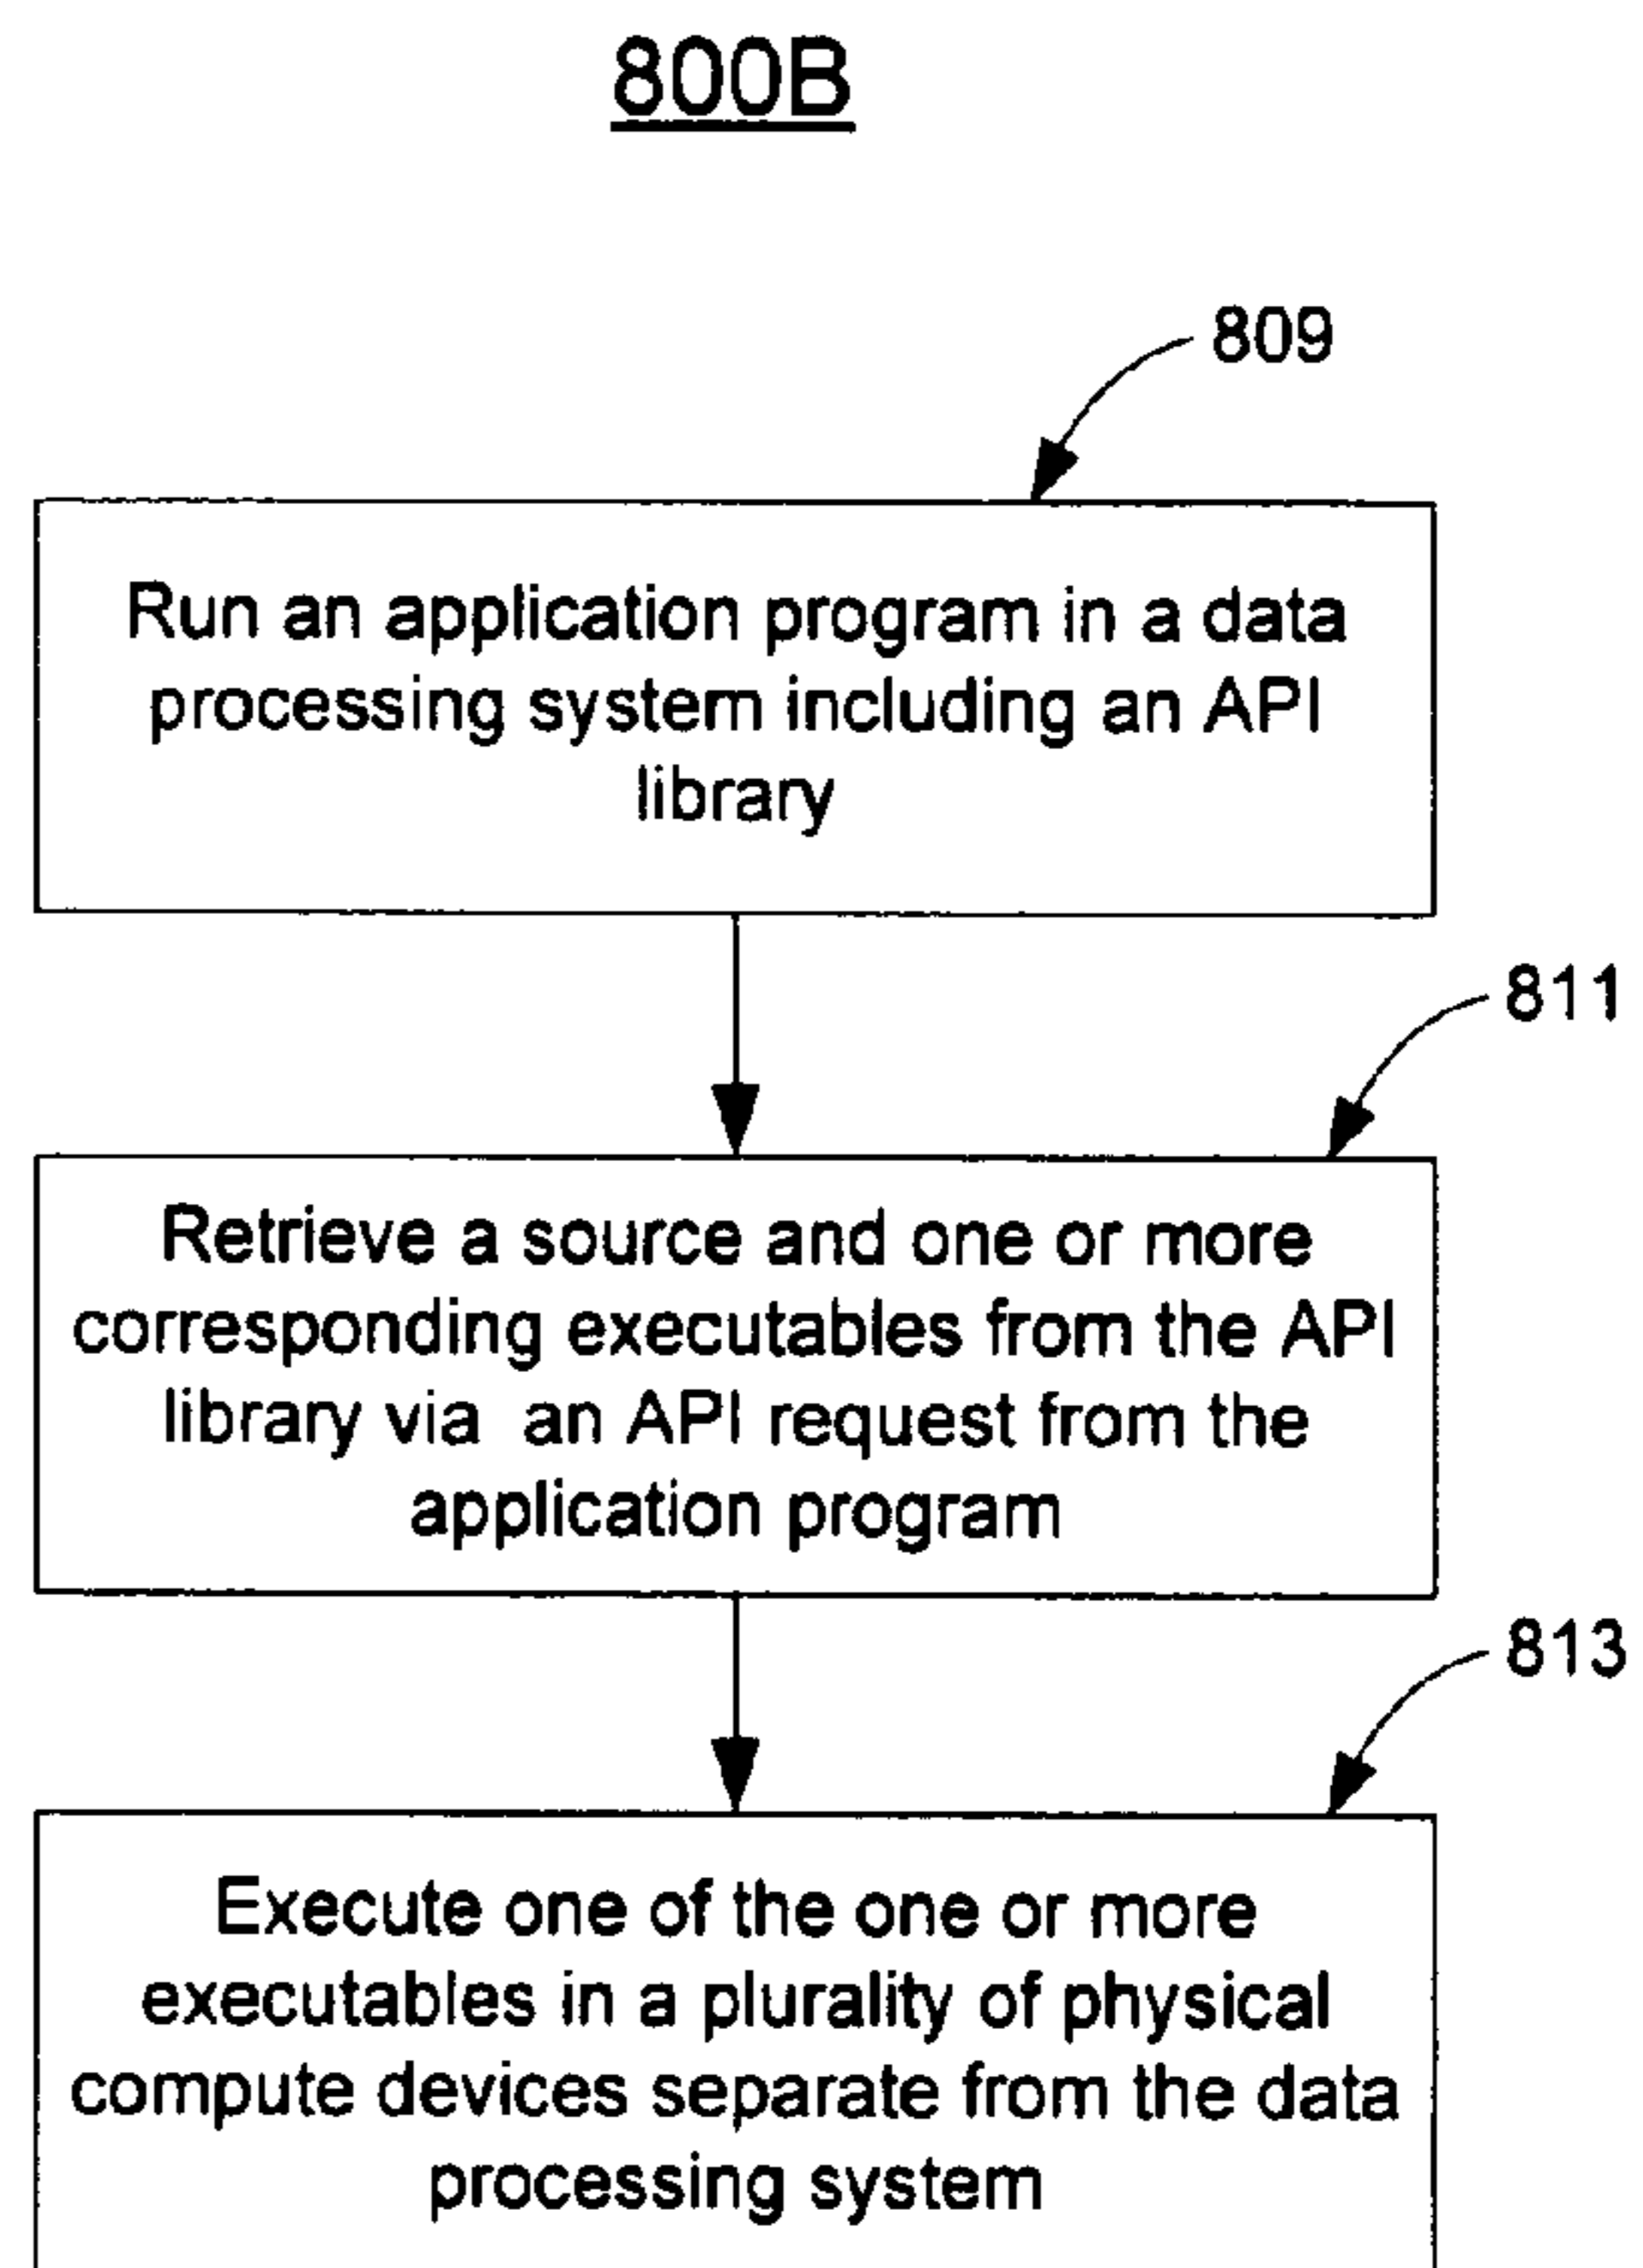 800B
809
Run an application program in a data
processing system including an API
library
811
Retrieve a source and one or more
corresponding executables from the API
library via an API request from the
application program
813
Execute one of the one or more
executables in a plurality of physical
compute devices separate from the data
processing system